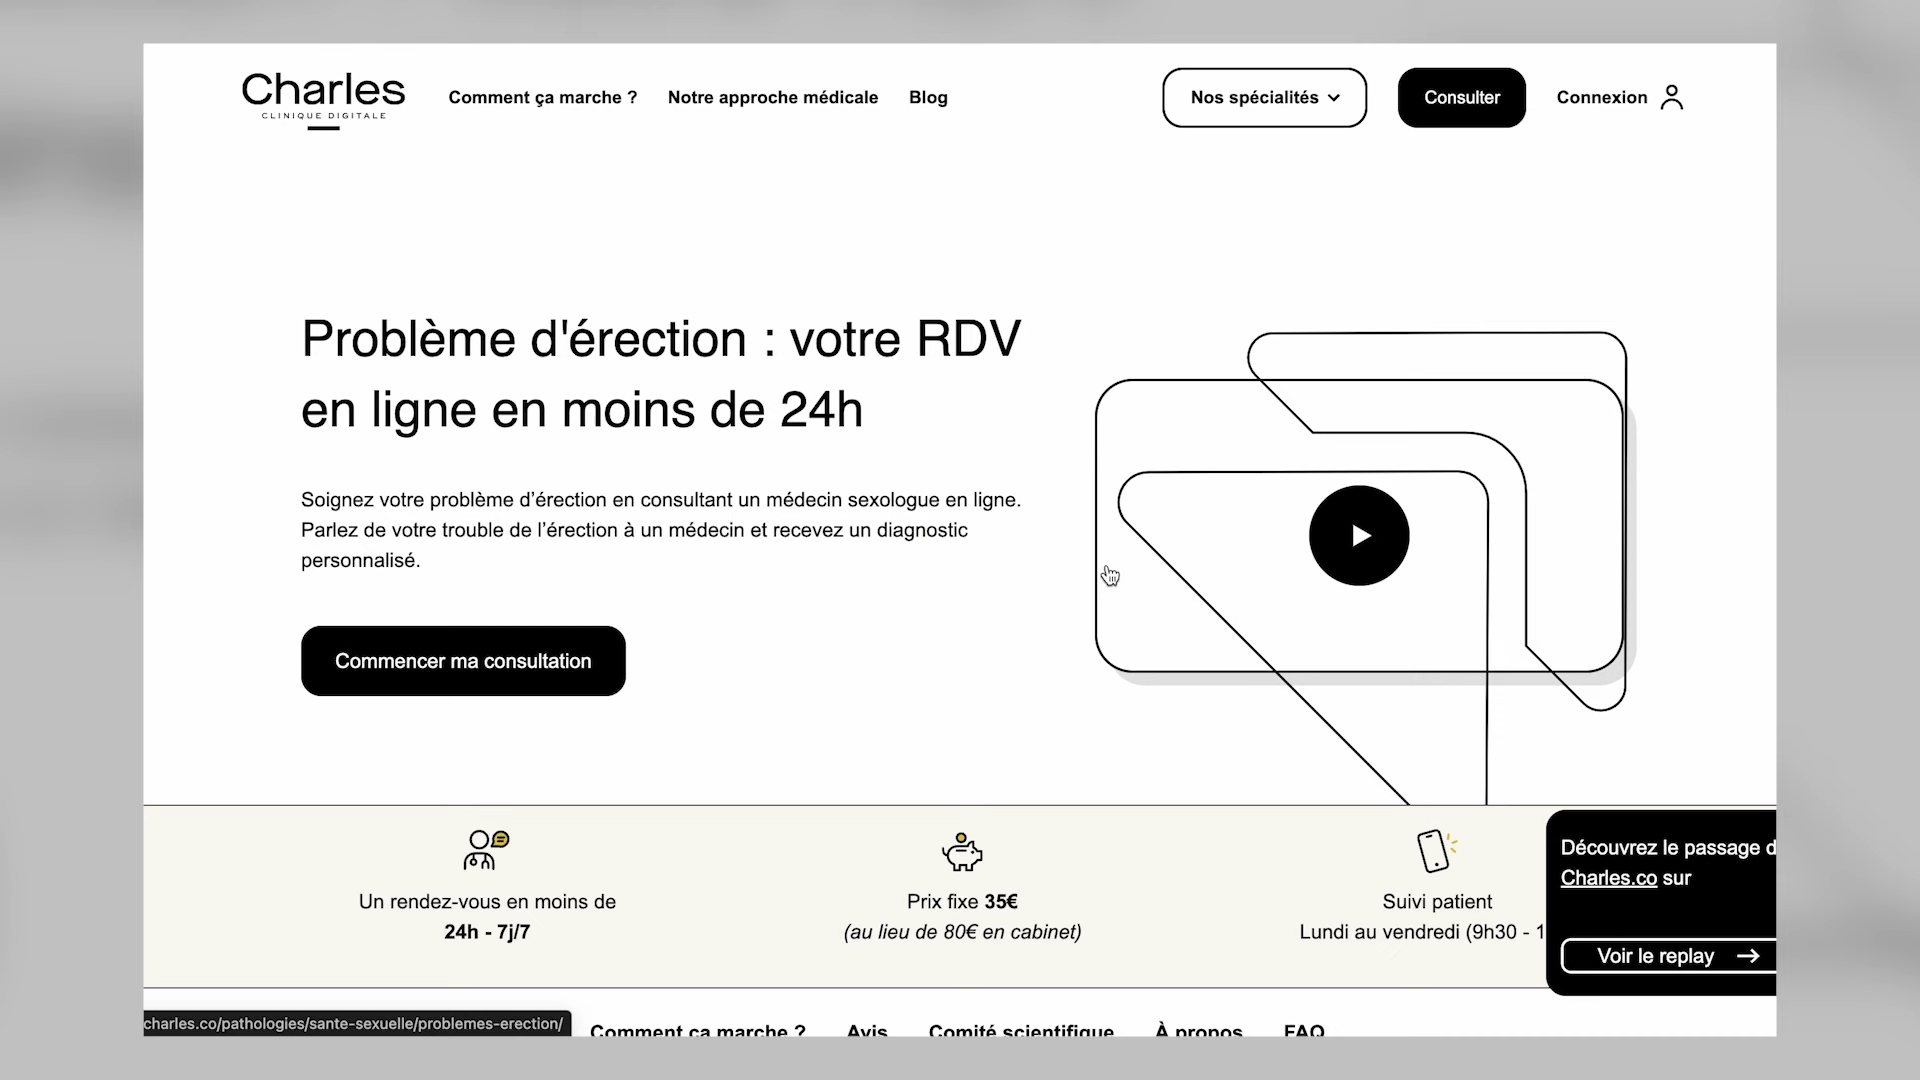 Charles
CLINIQUE DIGITALE
Comment ça marche ?
Notre approche médicale
Blog
Nos spécialités
Consulter
Connexion
Problème d'érection : votre RDV
en ligne en moins de 24h
Soignez votre problème d’érection en consultant un médecin sexologue en ligne.
Parlez de votre trouble de l’érection à un médecin et recevez un diagnostic
personnalisé.
Commencer ma consultation
Un rendez-vous en moins de
24h - 7j/7
Prix fixe 35€
(au lieu de 80€ en cabinet)
Suivi patient
Lundi au vendredi (9h30 - 1
Découvrez le passage d
Charles.co sur
Voir le replay
charles.co/pathologies/sante-sexuelle/problemes-erection/
Comment ça marche ?
Avis
Comité scientifique
À propos
FAQ